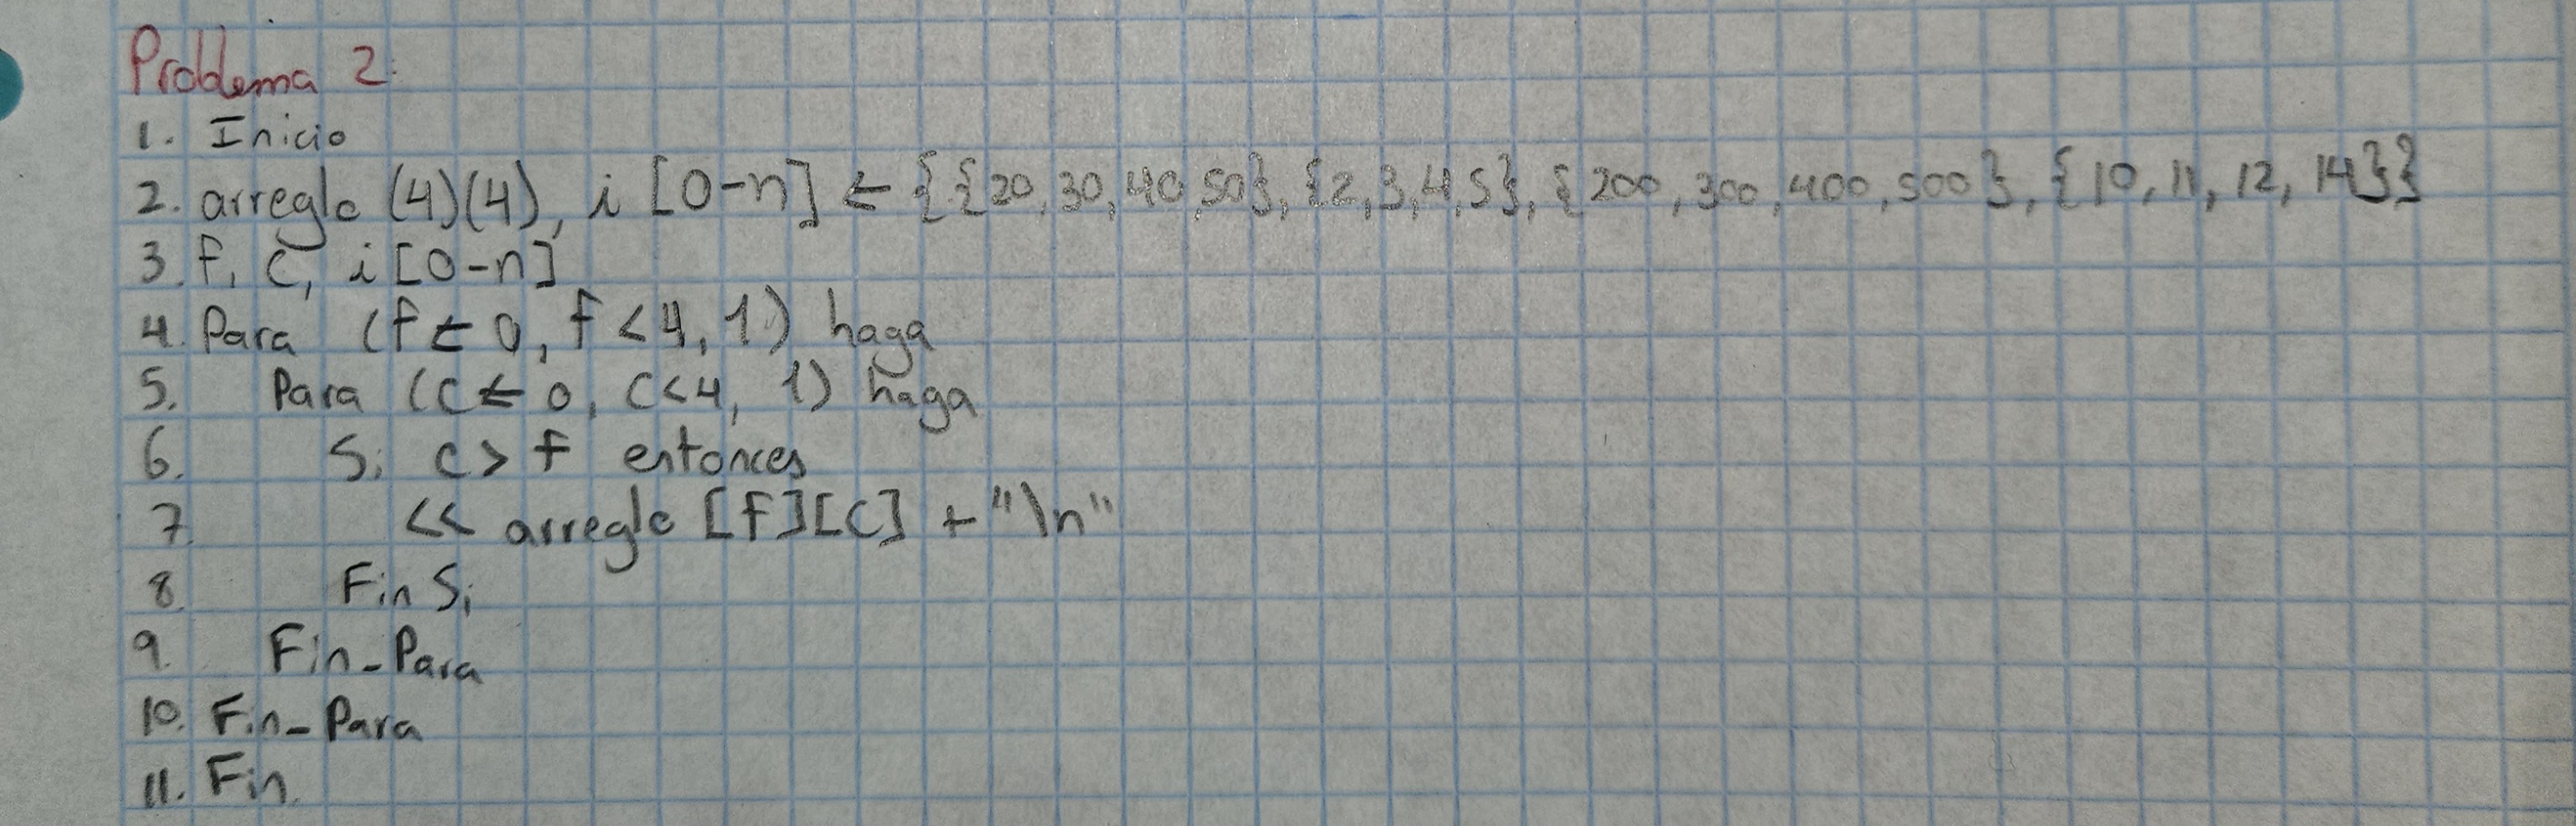 Problema 2:
1. Inicio
2. arreglo (4)(4), i [0-n] ← {{20,30,40,50}, {2,3,4,5}, {200,300,400,500}, {10,11,12,14}}
3. f, c, i [0-n]
4. Para (f ← 0, f < 4, 1) haga
5. Para (c ← 0, c<4, 1) haga
6. Si c > f entonces
7. << arreglo [f][c] + "\n"
8. Fin Si
9. Fin-Para
10. Fin-Para
11. Fin